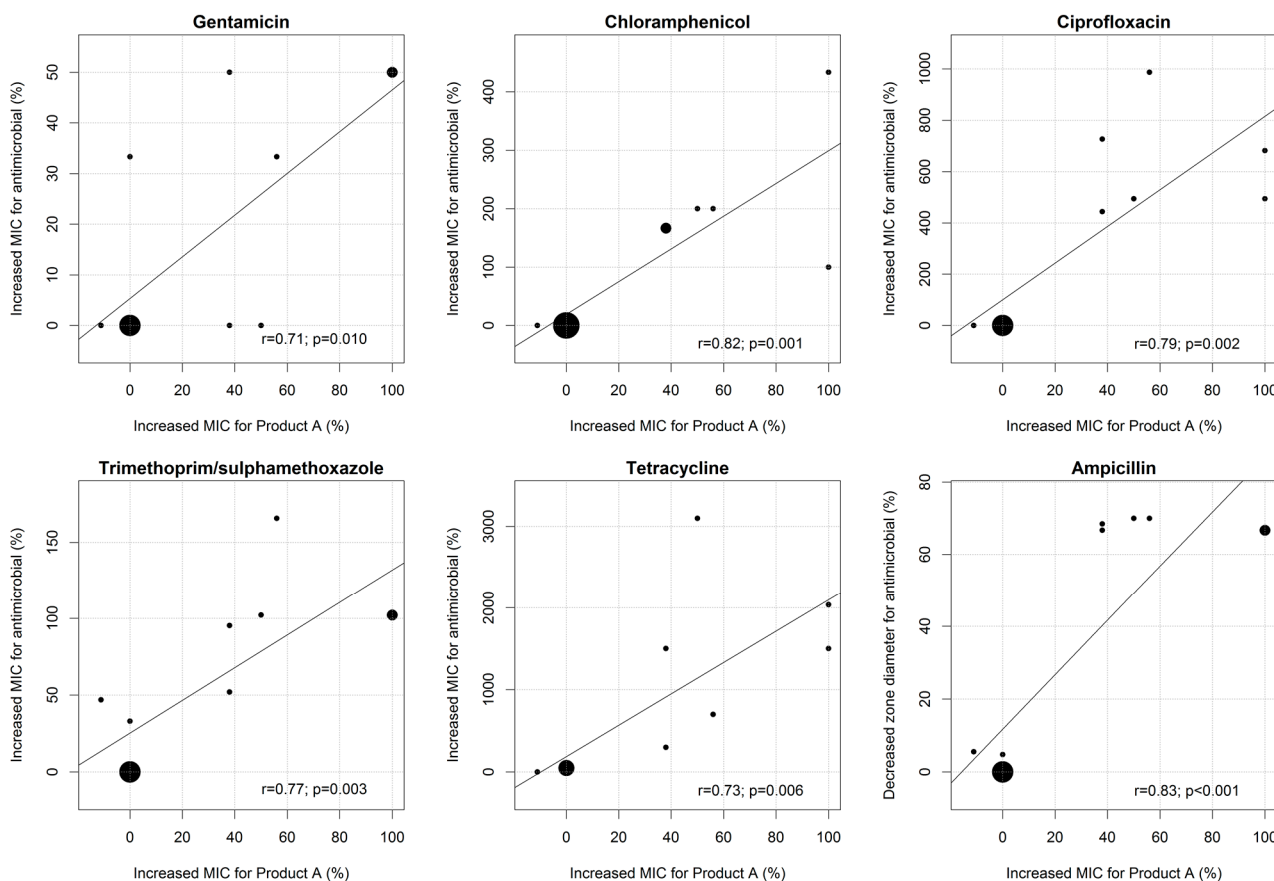 Gentamicin
Increased MIC for antimicrobial (%)
50
40
30
20
10
0
r=0.71; p=0.010
0 20 40 60 80 100
Increased MIC for Product A (%)
Chloramphenicol
Increased MIC for antimicrobial (%)
400
300
200
100
0
r=0.82; p=0.001
0 20 40 60 80 100
Increased MIC for Product A (%)
Ciprofloxacin
Increased MIC for antimicrobial (%)
1000
800
600
400
200
0
r=0.79; p=0.002
0 20 40 60 80 100
Increased MIC for Product A (%)
Trimethoprim/sulphamethoxazole
Increased MIC for antimicrobial (%)
150
100
50
0
r=0.77; p=0.003
0 20 40 60 80 100
Increased MIC for Product A (%)
Tetracycline
Increased MIC for antimicrobial (%)
3000
2000
1000
0
r=0.73; p=0.006
0 20 40 60 80 100
Increased MIC for Product A (%)
Ampicillin
Decreased zone diameter for antimicrobial (%)
80
60
40
20
0
r=0.83; p<0.001
0 20 40 60 80 100
Increased MIC for Product A (%)